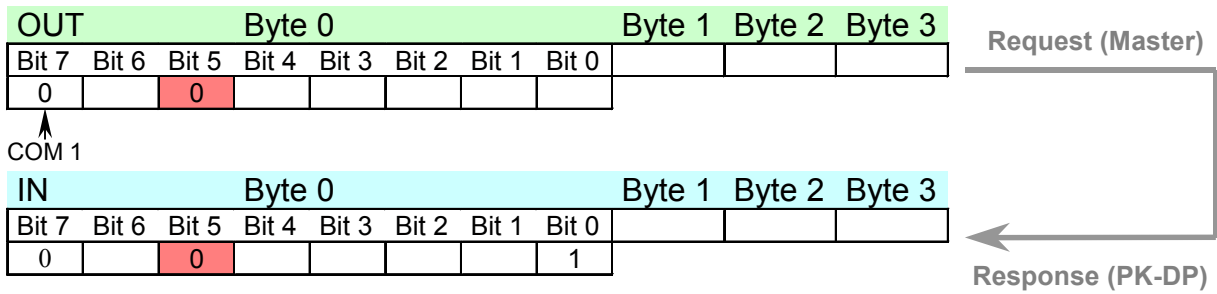 OUT Byte 0 Byte 1 Byte 2 Byte 3
Request (Master)
Bit 7 Bit 6 Bit 5 Bit 4 Bit 3 Bit 2 Bit 1 Bit 0
0 0
COM 1
IN Byte 0 Byte 1 Byte 2 Byte 3
Bit 7 Bit 6 Bit 5 Bit 4 Bit 3 Bit 2 Bit 1 Bit 0
0 0 1
Response (PK-DP)